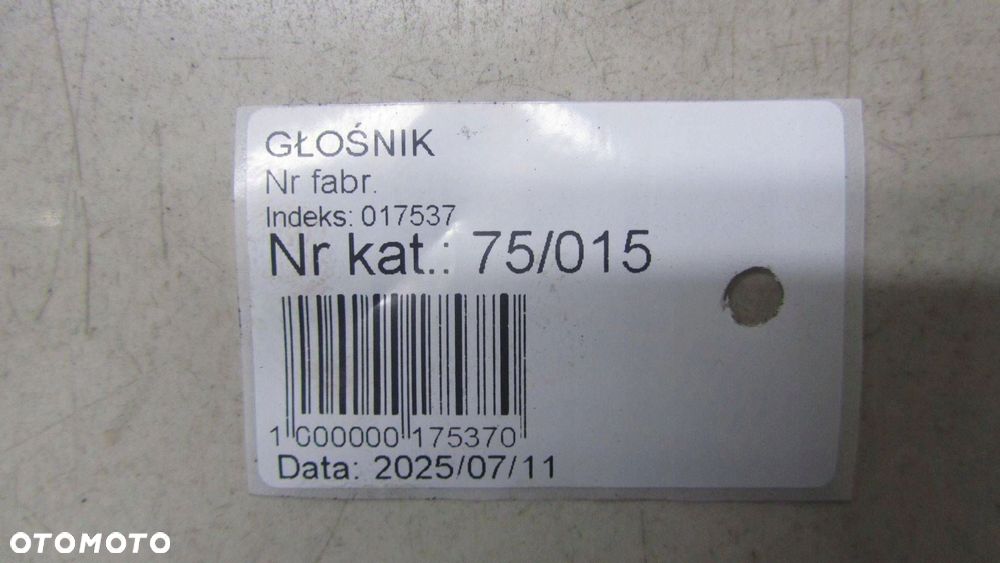 GŁOŚNIK
Nr fabr.
Indeks: 017537
Nr kat.: 75/015
1 000000 175370
Data: 2025/07/11
OTOMOTO